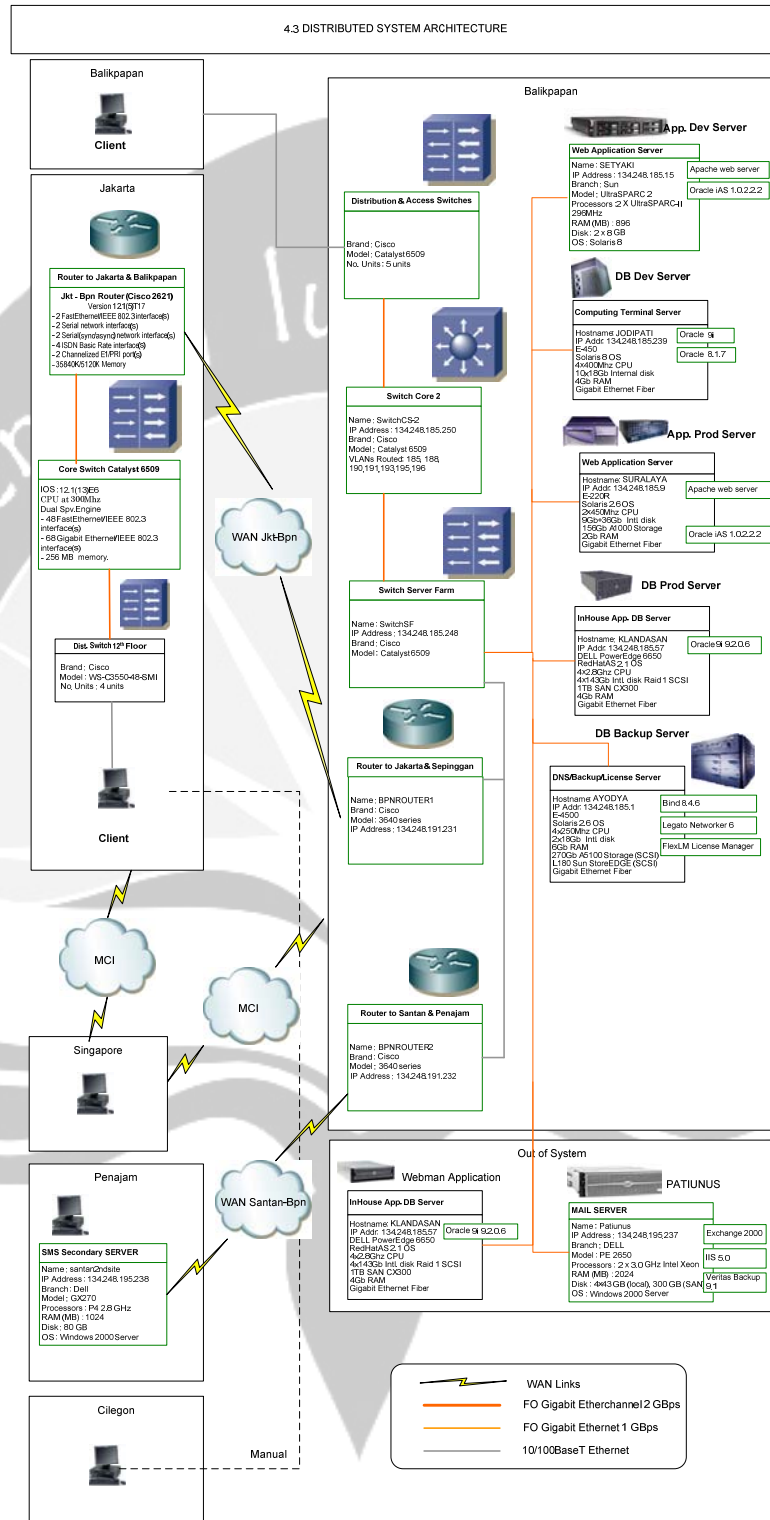 4.3 DISTRIBUTED SYSTEM ARCHITECTURE
Balikpapan
Client
Jakarta
Router to Jakarta & Balikpapan
Jkt - Bpn Router (Cisco 2621)
Version 12.1(5)T17
- 2 FastEthernet/IEEE 802.3 interface(s)
- 2 Serial network interface(s)
- 2 Serial(sync/async) network interface(s)
- 4 ISDN Basic Rate interface(s)
- 2 Channelized E1/PRI port(s)
- 35840K/5120K Memory
Core Switch Catalyst 6509
IOS : 12.1(13)E6
CPU at 300Mhz
Dual Spv.Engine
- 48 FastEthernet/IEEE 802.3
interface(s)
- 68 Gigabit Ethernet/IEEE 802.3
interface(s)
- 256 MB memory.
Dist. Switch 12th Floor
Brand : Cisco
Model : WS-C3550-48-SMI
No. Units : 4 units
Client
WAN Jkt-Bpn
MCI
MCI
Singapore
WAN Santan-Bpn
Penajam
SMS Secondary SERVER
Name : santan2ndsite
IP Address : 134.248.195.238
Branch : Dell
Model : GX270
Processors : P4 2.8 GHz
RAM (MB) : 1024
Disk : 80 GB
OS : Windows 2000 Server
Cilegon
Manual
Balikpapan
Distribution & Access Switches
Brand : Cisco
Model : Catalyst 6509
No. Units : 5 units
Switch Core 2
Name : SwitchCS-2
IP Address : 134.248.185.250
Brand : Cisco
Model : Catalyst 6509
VLANs Routed : 185, 188,
190,191,193,195,196
Switch Server Farm
Name : SwitchSF
IP Address : 134.248.185.248
Brand : Cisco
Model : Catalyst 6509
Router to Jakarta & Sepinggan
Name : BPNROUTER1
Brand : Cisco
Model : 3640 series
IP Address : 134.248.191.231
Router to Santan & Penajam
Name : BPNROUTER2
Brand : Cisco
Model : 3640 series
IP Address : 134.248.191.232
App. Dev Server
Web Application Server
Name : SETYAKI
IP Address : 134.248.185.15
Branch : Sun
Model : UltraSPARC 2
Processors : 2 X UltraSPARC-II
296MHz
RAM (MB) : 896
Disk : 2 x 8 GB
OS : Solaris 8
Apache web server
Oracle iAS 1.0.2.2.2
DB Dev Server
Computing Terminal Server
Hostname : JODIPATI
IP Addr : 134.248.185.239
E-450
Solaris 8 OS
4x400Mhz CPU
10x18Gb Internal disk
4Gb RAM
Gigabit Ethernet Fiber
Oracle 9i
Oracle 8.1.7
App. Prod Server
Web Application Server
Hostname : SURALAYA
IP Addr : 134.248.185.9
E-220R
Solaris 2.6 OS
2x450Mhz CPU
9Gb+36Gb Intl disk
156Gb A1000 Storage
2Gb RAM
Gigabit Ethernet Fiber
Apache web server
Oracle iAS 1.0.2.2.2
DB Prod Server
InHouse App. DB Server
Hostname : KLANDASAN
IP Addr. 134.248.185.57
DELL PowerEdge 6650
RedHatAS 2.1 OS
4x2.8Ghz CPU
4x143Gb Intl. disk Raid 1 SCSI
1TB SAN CX300
4Gb RAM
Gigabit Ethernet Fiber
Oracle 9i 9.2.0.6
DB Backup Server
DNS/Backup/License Server
Hostname : AYODYA
IP Addr : 134.248.185.1
E-4500
Solaris 2.6 OS
4x250Mhz CPU
2x18Gb Intl. disk
6Gb RAM
270Gb A5100 Storage (SCSI)
L180 Sun StoreEDGE (SCSI)
Gigabit Ethernet Fiber
Bind 8.4.6
Legato Networker 6
FlexLM License Manager
Out of System
Webman Application
InHouse App. DB Server
Hostname : KLANDASAN
IP Addr. 134.248.185.57
DELL PowerEdge 6650
RedHatAS 2.1 OS
4x2.8Ghz CPU
4x143Gb Intl. disk Raid 1 SCSI
1TB SAN CX300
4Gb RAM
Gigabit Ethernet Fiber
Oracle 9i 9.2.0.6
PATIUNUS
MAIL SERVER
Name : Patiunus
IP Address : 134.248.195.237
Branch : DELL
Model : PE 2650
Processors : 2 x 3.0 GHz Intel Xeon
RAM (MB) : 2024
Disk : 4x43 GB (local), 300 GB (SAN)
OS : Windows 2000 Server
Exchange 2000
IIS 5.0
Veritas Backup
9.1
WAN Links
FO Gigabit Etherchannel 2 GBps
FO Gigabit Ethernet 1 GBps
10/100BaseT Ethernet